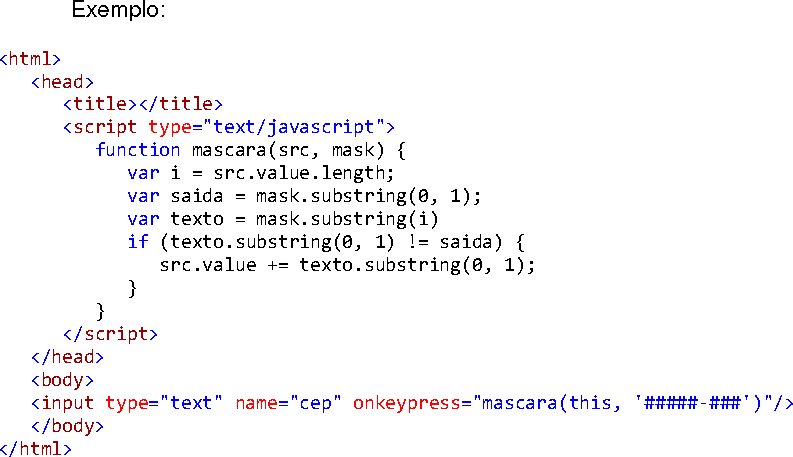 Exemplo:
<html>
<head>
<title></title>
<script type="text/javascript">
function mascara(src, mask) {
var i = src.value.length;
var saida = mask.substring(0, 1);
var texto = mask.substring(i)
if (texto.substring(0, 1) != saida) {
src.value += texto.substring(0, 1);
}
}
</script>
</head>
<body>
<input type="text" name="cep" onkeypress="mascara(this, '#####-###')"/>
</body>
</html>